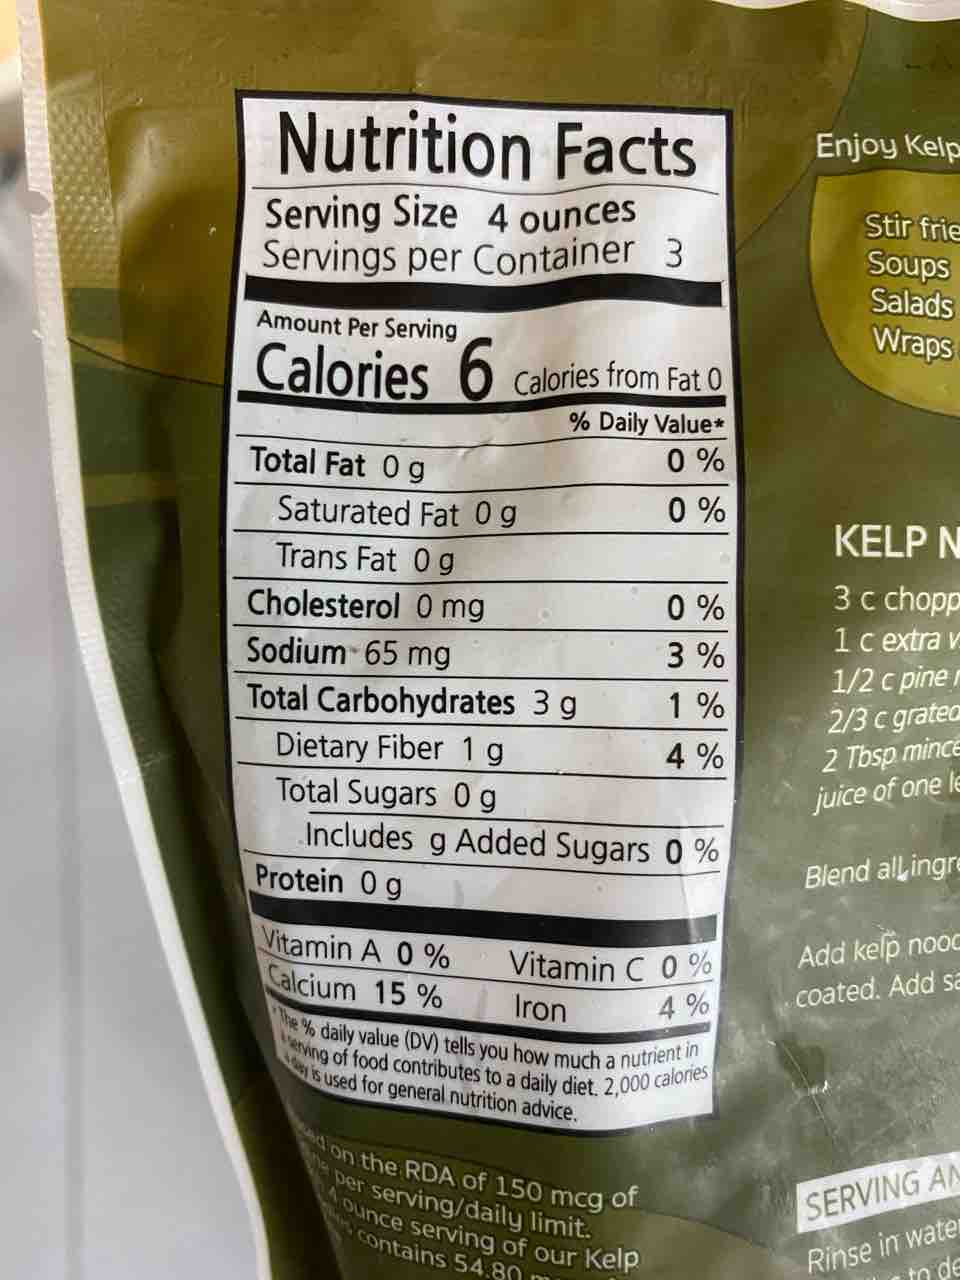 Nutrition Facts
Serving Size 4 ounces
Servings per Container 3
Amount Per Serving
Calories 6 Calories from Fat 0
% Daily Value*
Total Fat 0 g 0 %
Saturated Fat 0 g 0 %
Trans Fat 0 g
Cholesterol 0 mg 0 %
Sodium 65 mg 3 %
Total Carbohydrates 3 g 1 %
Dietary Fiber 1 g 4 %
Total Sugars 0 g
Includes g Added Sugars 0 %
Protein 0 g
Vitamin A 0 % Vitamin C 0 %
Calcium 15 % Iron 4 %
*The % daily value (DV) tells you how much a nutrient in
a serving of food contributes to a daily diet. 2,000 calories
a day is used for general nutrition advice.
on the RDA of 150 mcg of
per serving/daily limit.
ounce serving of our Kelp
contains 54.80
Enjoy Kelp
Stir frie
Soups
Salads
Wraps
KELP N
3 c chopp
1 c extra v
1/2 c pine
2/3 c grated
2 Tbsp mince
juice of one le
Blend all ingre
Add kelp nood
coated. Add sa
SERVING AN
Rinse in water
to de